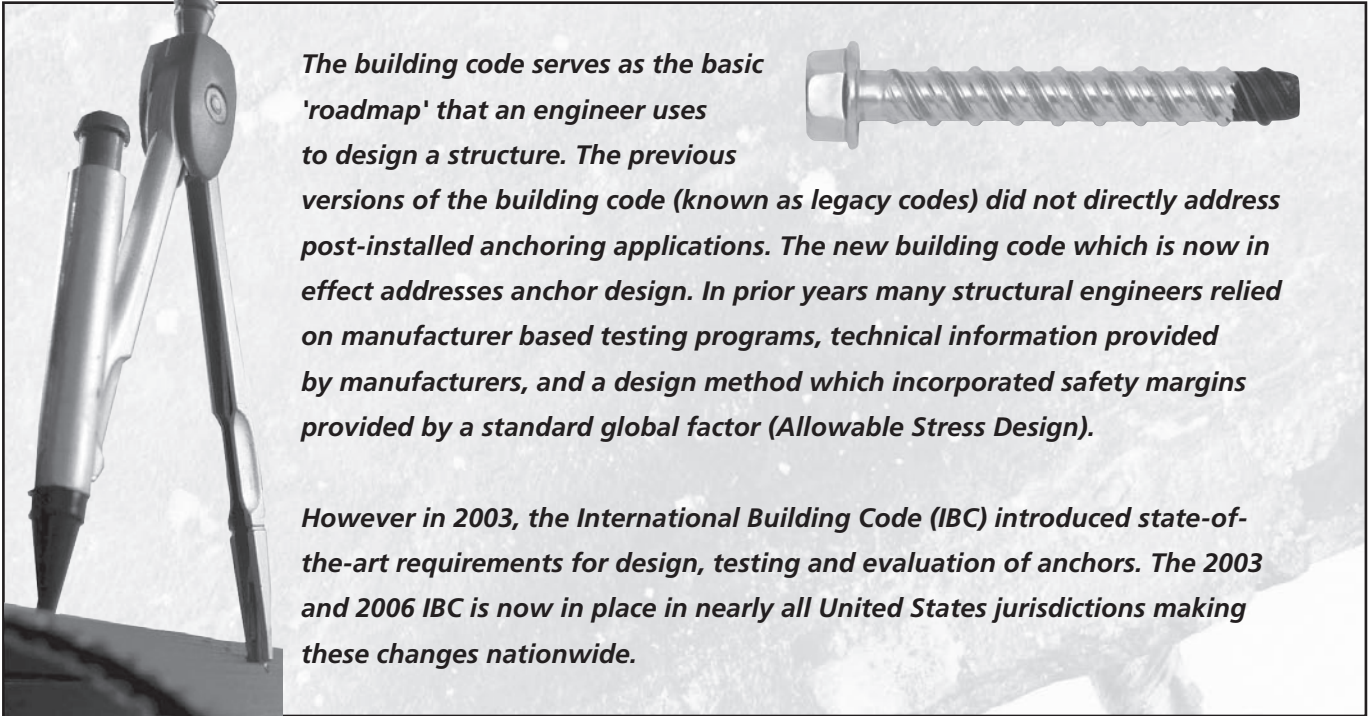 The building code serves as the basic
'roadmap' that an engineer uses
to design a structure. The previous
versions of the building code (known as legacy codes) did not directly address
post-installed anchoring applications. The new building code which is now in
effect addresses anchor design. In prior years many structural engineers relied
on manufacturer based testing programs, technical information provided
by manufacturers, and a design method which incorporated safety margins
provided by a standard global factor (Allowable Stress Design).
However in 2003, the International Building Code (IBC) introduced state-of-
the-art requirements for design, testing and evaluation of anchors. The 2003
and 2006 IBC is now in place in nearly all United States jurisdictions making
these changes nationwide.